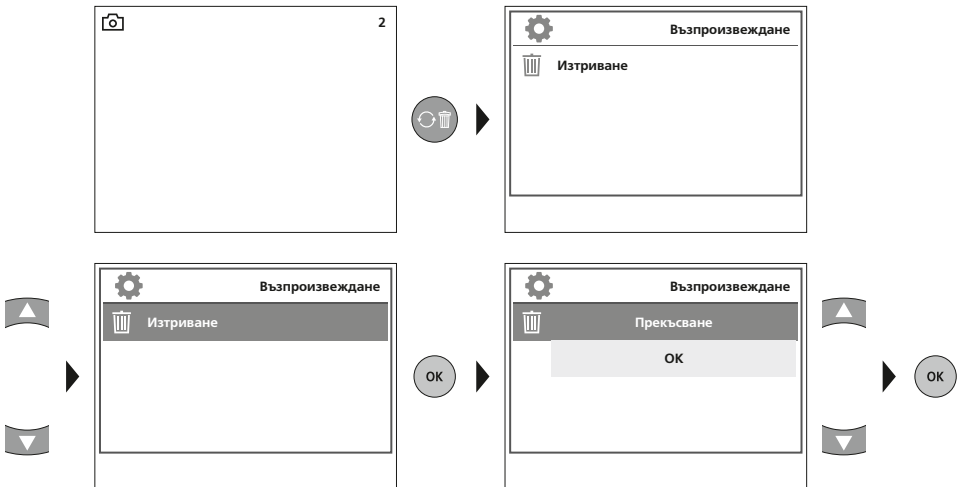 2
Възпроизвеждане
Изтриване
Възпроизвеждане
Изтриване
OK
Възпроизвеждане
Прекъсване
OK
OK